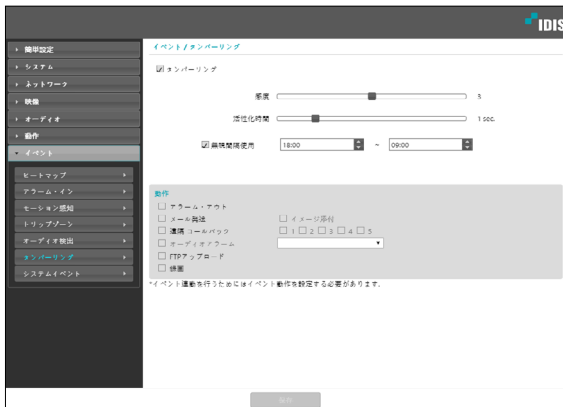 IDIS
簡単設定
システム
ネットワーク
映像
オーディオ
動作
イベント
ヒートマップ
アラーム・イン
モーション感知
トリップゾーン
オーディオ検出
タンパーリング
システムイベント
イベント / タンパーリング
タンパーリング
感度 3
活性化時間 1 sec.
無映間隔使用 18:00 ~ 09:00
動作
アラーム・アウト
メール発送 イメージ添付
遠隔 コールバック 1 2 3 4 5
オーディオアラーム
FTPアップロード
録画
*イベント連動を行うためにはイベント動作を設定する必要があります。